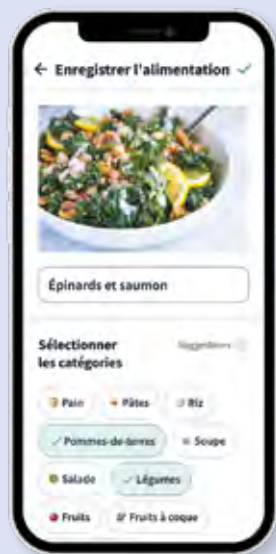 Enregistrer l'alimentation
Épinards et saumon
Sélectionner Suggestions
les catégories
Pain Pâtes Riz
Pommes-de-terres Soupe
Salade Légumes
Fruits Fruits à coque